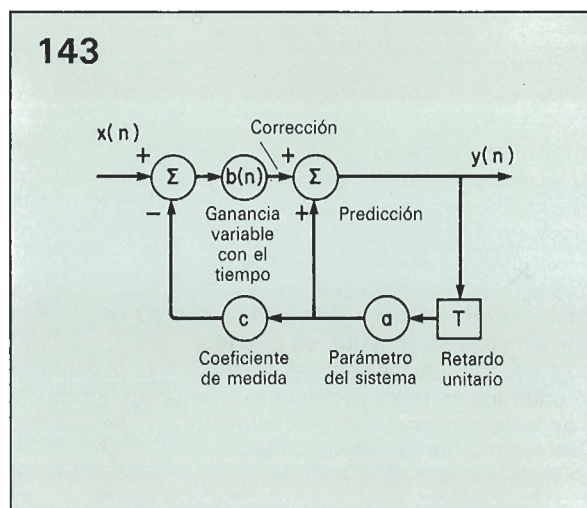 143
x(n)
+
Σ
b(n)
Corrección
+
Σ
y(n)
−
Ganancia
variable
con el
tiempo
+
Predicción
c
a
T
Coeficiente
de medida
Parámetro
del sistema
Retardo
unitario